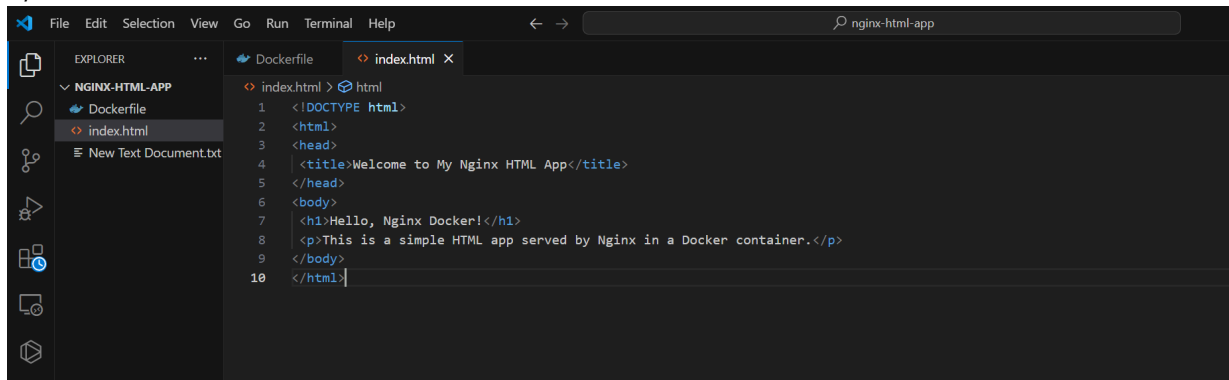 File Edit Selection View Go Run Terminal Help
nginx-html-app
EXPLORER
NGINX-HTML-APP
Dockerfile
index.html
New Text Document.txt
Dockerfile index.html
index.html > html
1 <!DOCTYPE html>
2 <html>
3 <head>
4 <title>Welcome to My Nginx HTML App</title>
5 </head>
6 <body>
7 <h1>Hello, Nginx Docker!</h1>
8 <p>This is a simple HTML app served by Nginx in a Docker container.</p>
9 </body>
10 </html>